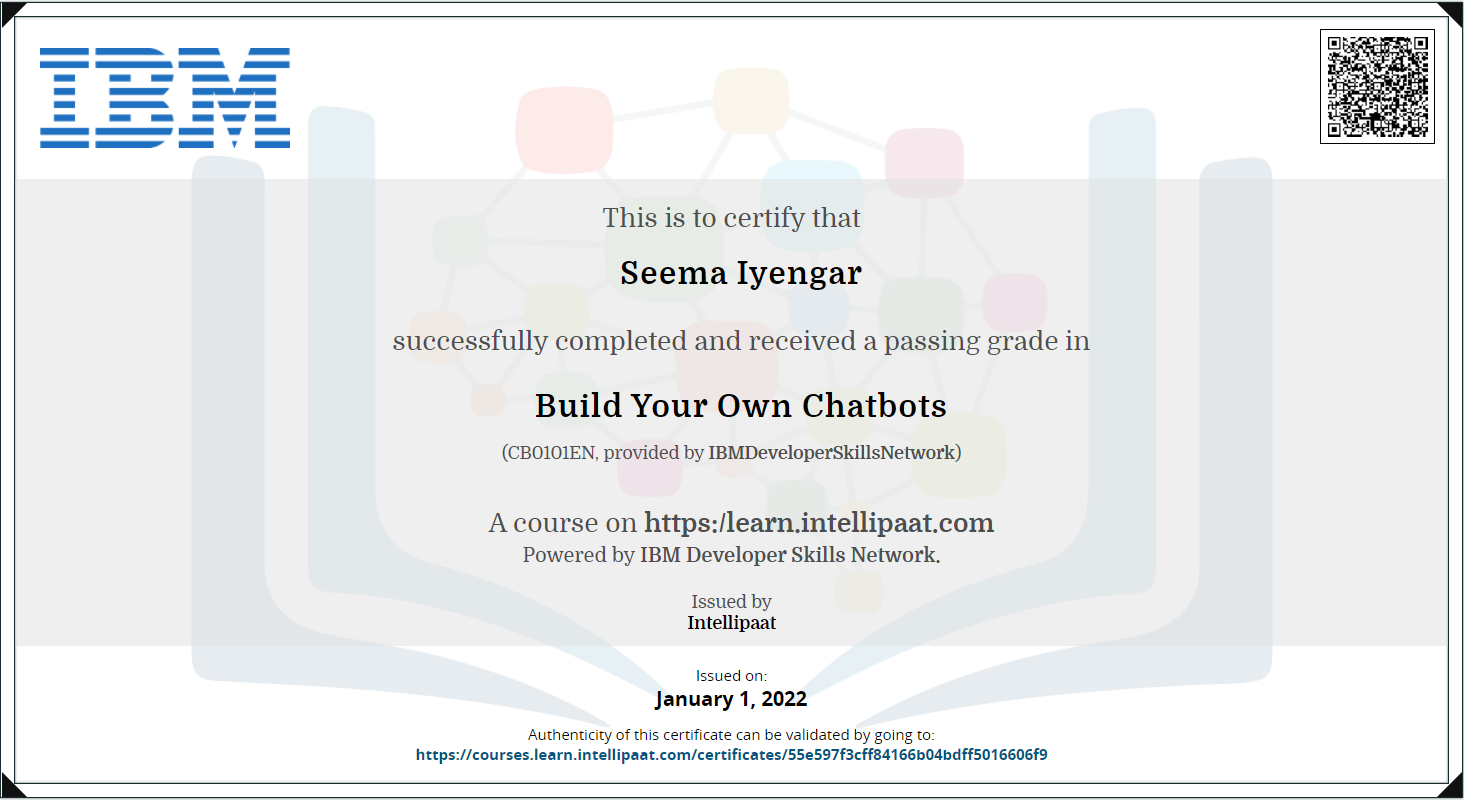 IBM
This is to certify that
Seema Iyengar
successfully completed and received a passing grade in
Build Your Own Chatbots
(CB0101EN, provided by IBMDeveloperSkillsNetwork)
A course on https:/learn.intellipaat.com
Powered by IBM Developer Skills Network.
Issued by
Intellipaat
Issued on:
January 1, 2022
Authenticity of this certificate can be validated by going to:
https://courses.learn.intellipaat.com/certificates/55e597f3cff84166b04bdff5016606f9